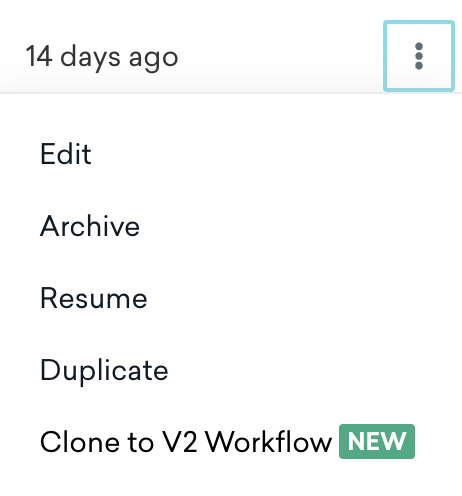 14 days ago
Edit
Archive
Resume
Duplicate
Clone to V2 Workflow NEW